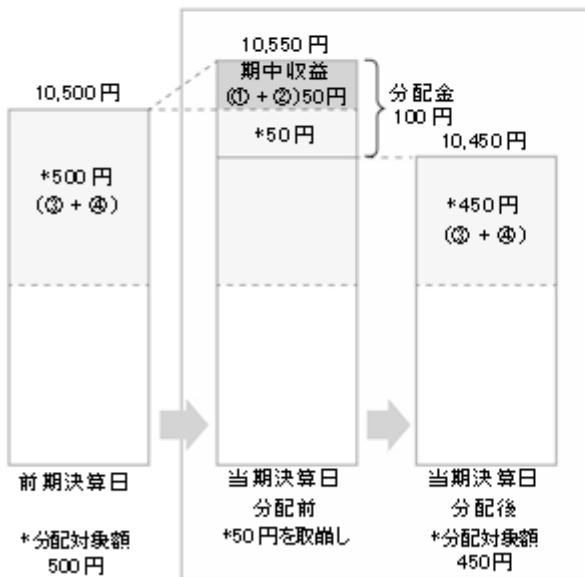 10,500円
*500円
(③+④)
前期決算日
*分配対象額
500円
10,550円
期中収益
(①+②)50円
*50円
分配金
100円
当期決算日
分配前
*50円を取崩し
10,450円
*450円
(③+④)
当期決算日
分配後
*分配対象額
450円